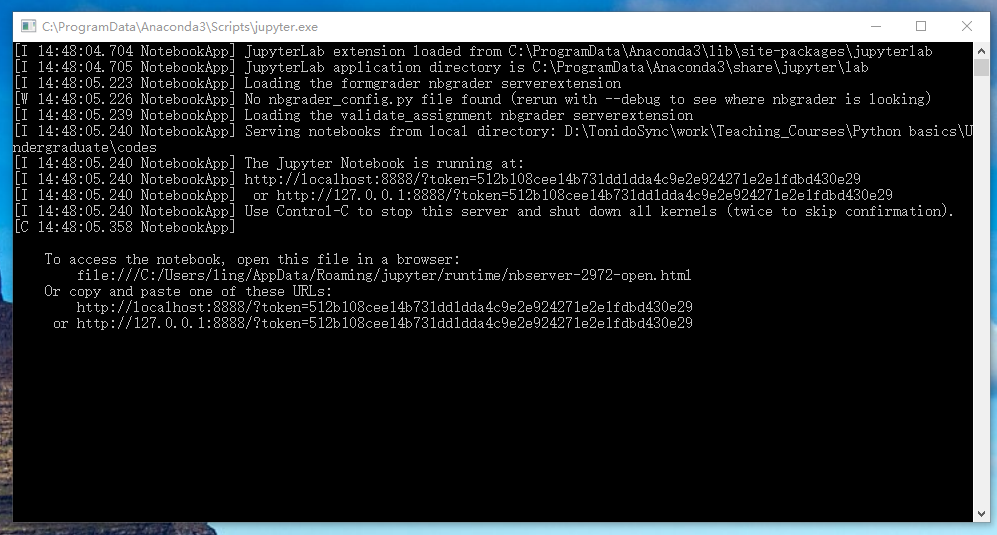 C:\ProgramData\Anaconda3\Scripts\jupyter.exe
[I 14:48:04.704 NotebookApp] JupyterLab extension loaded from C:\ProgramData\Anaconda3\lib\site-packages\jupyterlab
[I 14:48:04.705 NotebookApp] JupyterLab application directory is C:\ProgramData\Anaconda3\share\jupyter\lab
[I 14:48:05.223 NotebookApp] Loading the formgrader nbgrader serverextension
[W 14:48:05.226 NotebookApp] No nbgrader_config.py file found (rerun with --debug to see where nbgrader is looking)
[I 14:48:05.239 NotebookApp] Loading the validate_assignment nbgrader serverextension
[I 14:48:05.240 NotebookApp] Serving notebooks from local directory: D:\TonidoSync\work\Teaching_Courses\Python basics\U
ndergraduate\codes
[I 14:48:05.240 NotebookApp] The Jupyter Notebook is running at:
[I 14:48:05.240 NotebookApp] http://localhost:8888/?token=512b108cee14b731dd1dda4c9e2e924271e2e1fdbd430e29
[I 14:48:05.240 NotebookApp]  or http://127.0.0.1:8888/?token=512b108cee14b731dd1dda4c9e2e924271e2e1fdbd430e29
[I 14:48:05.240 NotebookApp] Use Control-C to stop this server and shut down all kernels (twice to skip confirmation).
[C 14:48:05.358 NotebookApp]
To access the notebook, open this file in a browser:
file:///C:/Users/ling/AppData/Roaming/jupyter/runtime/nbserver-2972-open.html
Or copy and paste one of these URLs:
http://localhost:8888/?token=512b108cee14b731dd1dda4c9e2e924271e2e1fdbd430e29
or http://127.0.0.1:8888/?token=512b108cee14b731dd1dda4c9e2e924271e2e1fdbd430e29